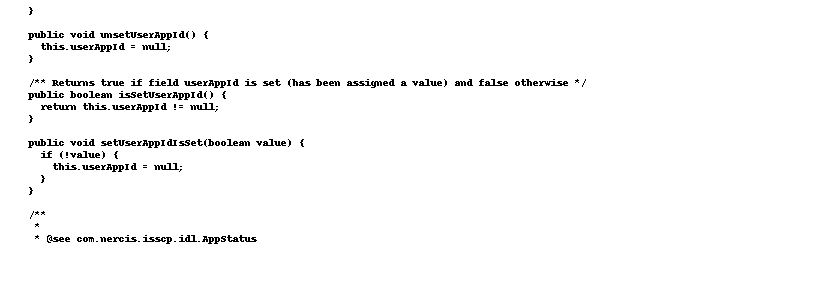 }
public void unsetUserAppId() {
this.userAppId = null;
}
/** Returns true if field userAppId is set (has been assigned a value) and false otherwise */
public boolean isSetUserAppId() {
return this.userAppId != null;
}
public void setUserAppIdIsSet(boolean value) {
if (!value) {
this.userAppId = null;
}
}
/**
*
* @see com.nercis.isscp.idl.AppStatus